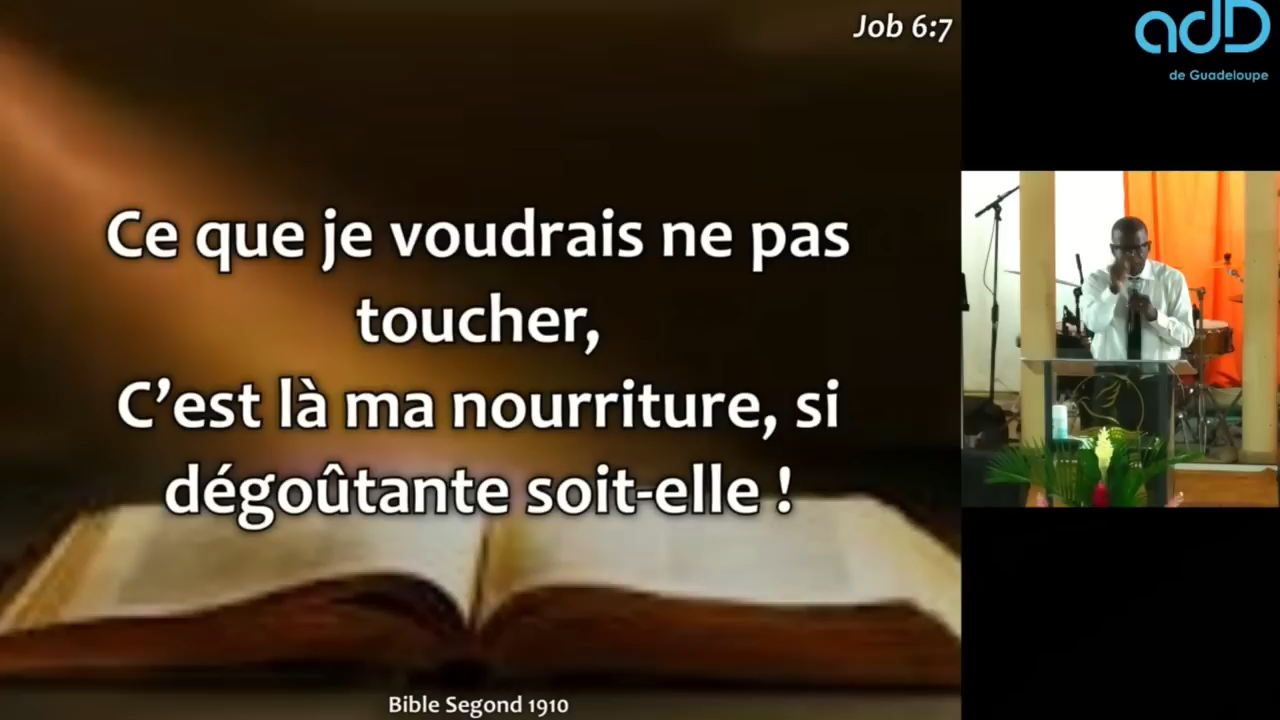 Job 6:7
adD
de Guadeloupe
Ce que je voudrais ne pas
toucher,
C’est là ma nourriture, si
dégoûtante soit-elle !
Bible Segond 1910